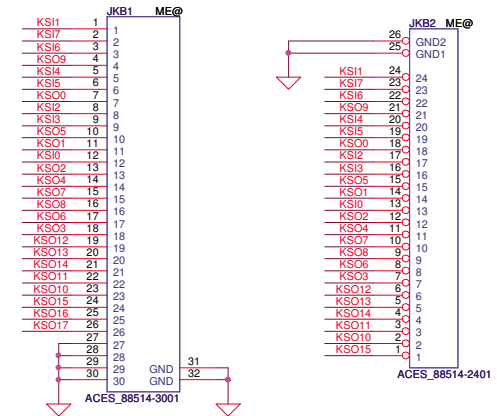 JKB1 ME@
KSI1 1 1
KSI7 2 2
KSI6 3 3
KSO9 4 4
KSI4 5 5
KSI5 6 6
KSO0 7 7
KSI2 8 8
KSI3 9 9
KSO5 10 10
KSO1 11 11
KSI0 12 12
KSO2 13 13
KSO4 14 14
KSO7 15 15
KSO8 16 16
KSO6 17 17
KSO3 18 18
KSO12 19 19
KSO13 20 20
KSO14 21 21
KSO11 22 22
KSO10 23 23
KSO15 24 24
KSO16 25 25
KSO17 26 26
27 27
28 28
29 29 GND 31
30 30 GND 32
ACES_88514-3001
JKB2 ME@
26 GND2
25 GND1
KSI1 24 24
KSI7 23 23
KSI6 22 22
KSO9 21 21
KSI4 20 20
KSI5 19 19
KSO0 18 18
KSI2 17 17
KSI3 16 16
KSO5 15 15
KSO1 14 14
KSI0 13 13
KSO2 12 12
KSO4 11 11
KSO7 10 10
KSO8 9 9
KSO6 8 8
KSO3 7 7
KSO12 6 6
KSO13 5 5
KSO14 4 4
KSO11 3 3
KSO10 2 2
KSO15 1 1
ACES_88514-2401